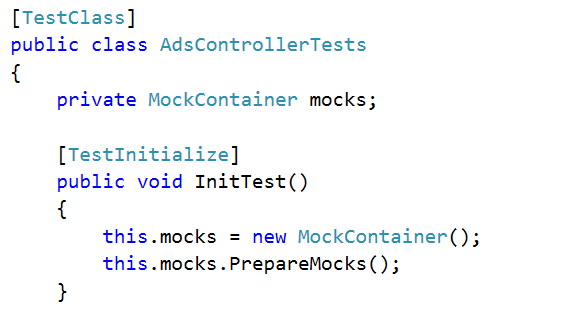 [TestClass]
public class AdsControllerTests
{
    private MockContainer mocks;

    [TestInitialize]
    public void InitTest()
    {
        this.mocks = new MockContainer();
        this.mocks.PrepareMocks();
    }